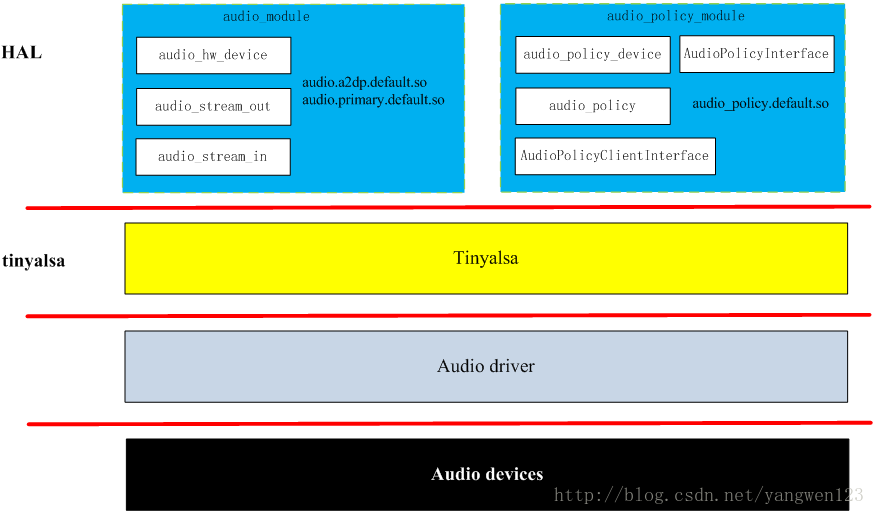 HAL
audio_module
audio_hw_device
audio_stream_out
audio_stream_in
audio.a2dp.default.so
audio.primary.default.so
audio_policy_module
audio_policy_device
AudioPolicyInterface
audio_policy
audio_policy.default.so
AudioPolicyClientInterface
tinyalsa
Tinyalsa
Audio driver
Audio devices
http://blog.csdn.net/yangwen123